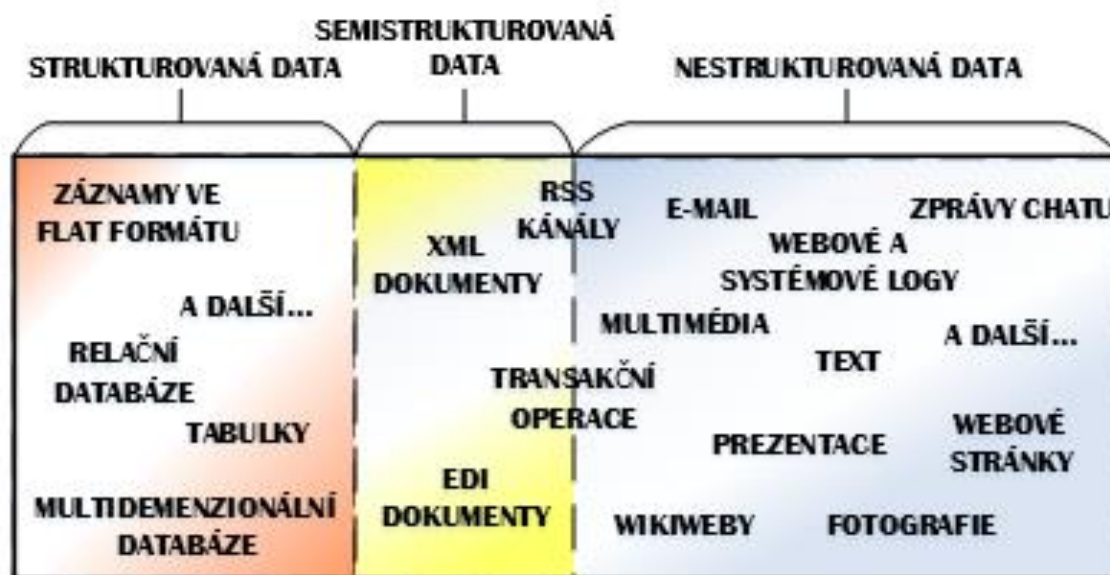 STRUKTUROVANÁ DATA
SEMISTRUKTUROVANÁ
DATA
NESTRUKTUROVANÁ DATA
ZÁZNAMY VE
FLAT FORMÁTU
A DALŠÍ...
RELAČNÍ
DATABÁZE
TABULKY
MULTIDEMENZIONÁLNÍ
DATABÁZE
RSS
KÁNÁLY
XML
DOKUMENTY
TRANSAKČNÍ
OPERACE
EDI
DOKUMENTY
E-MAIL
ZPRÁVY CHATU
WEBOVÉ A
SYSTÉMOVÉ LOGY
MULTIMÉDIA
A DALŠÍ...
TEXT
PREZENTACE
WEBOVÉ
STRÁNKY
WIKIWEBY
FOTOGRAFIE